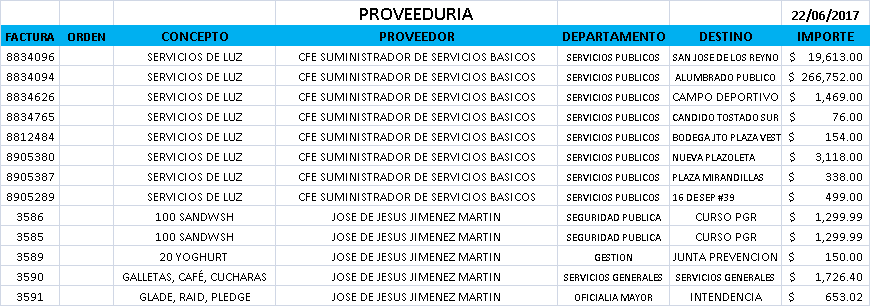 PROVEEDURIA 22/06/2017
FACTURA ORDEN CONCEPTO PROVEEDOR DEPARTAMENTO DESTINO IMPORTE
8834096 SERVICIOS DE LUZ CFE SUMINISTRADOR DE SERVICIOS BASICOS SERVICIOS PUBLICOS SAN JOSE DE LOS REYNO $ 19,613.00
8834094 SERVICIOS DE LUZ CFE SUMINISTRADOR DE SERVICIOS BASICOS SERVICIOS PUBLICOS ALUMBRADO PUBLICO $ 266,752.00
8834626 SERVICIOS DE LUZ CFE SUMINISTRADOR DE SERVICIOS BASICOS SERVICIOS PUBLICOS CAMPO DEPORTIVO $ 1,469.00
8834765 SERVICIOS DE LUZ CFE SUMINISTRADOR DE SERVICIOS BASICOS SERVICIOS PUBLICOS CANDIDO TOSTADO SUR $ 76.00
8812484 SERVICIOS DE LUZ CFE SUMINISTRADOR DE SERVICIOS BASICOS SERVICIOS PUBLICOS BODEGA JTO PLAZA VEST $ 154.00
8905380 SERVICIOS DE LUZ CFE SUMINISTRADOR DE SERVICIOS BASICOS SERVICIOS PUBLICOS NUEVA PLAZOLETA $ 3,118.00
8905387 SERVICIOS DE LUZ CFE SUMINISTRADOR DE SERVICIOS BASICOS SERVICIOS PUBLICOS PLAZA MIRANDILLAS $ 338.00
8905289 SERVICIOS DE LUZ CFE SUMINISTRADOR DE SERVICIOS BASICOS SERVICIOS PUBLICOS 16 DE SEP #39 $ 499.00
3586 100 SANDWSH JOSE DE JESUS JIMENEZ MARTIN SEGURIDAD PUBLICA CURSO PGR $ 1,299.99
3585 100 SANDWSH JOSE DE JESUS JIMENEZ MARTIN SEGURIDAD PUBLICA CURSO PGR $ 1,299.99
3589 20 YOGHURT JOSE DE JESUS JIMENEZ MARTIN GESTION JUNTA PREVENCION $ 150.00
3590 GALLETAS, CAFÉ, CUCHARAS JOSE DE JESUS JIMENEZ MARTIN SERVICIOS GENERALES SERVICIOS GENERALES $ 1,726.40
3591 GLADE, RAID, PLEDGE JOSE DE JESUS JIMENEZ MARTIN OFICIALIA MAYOR INTENDENCIA $ 653.02